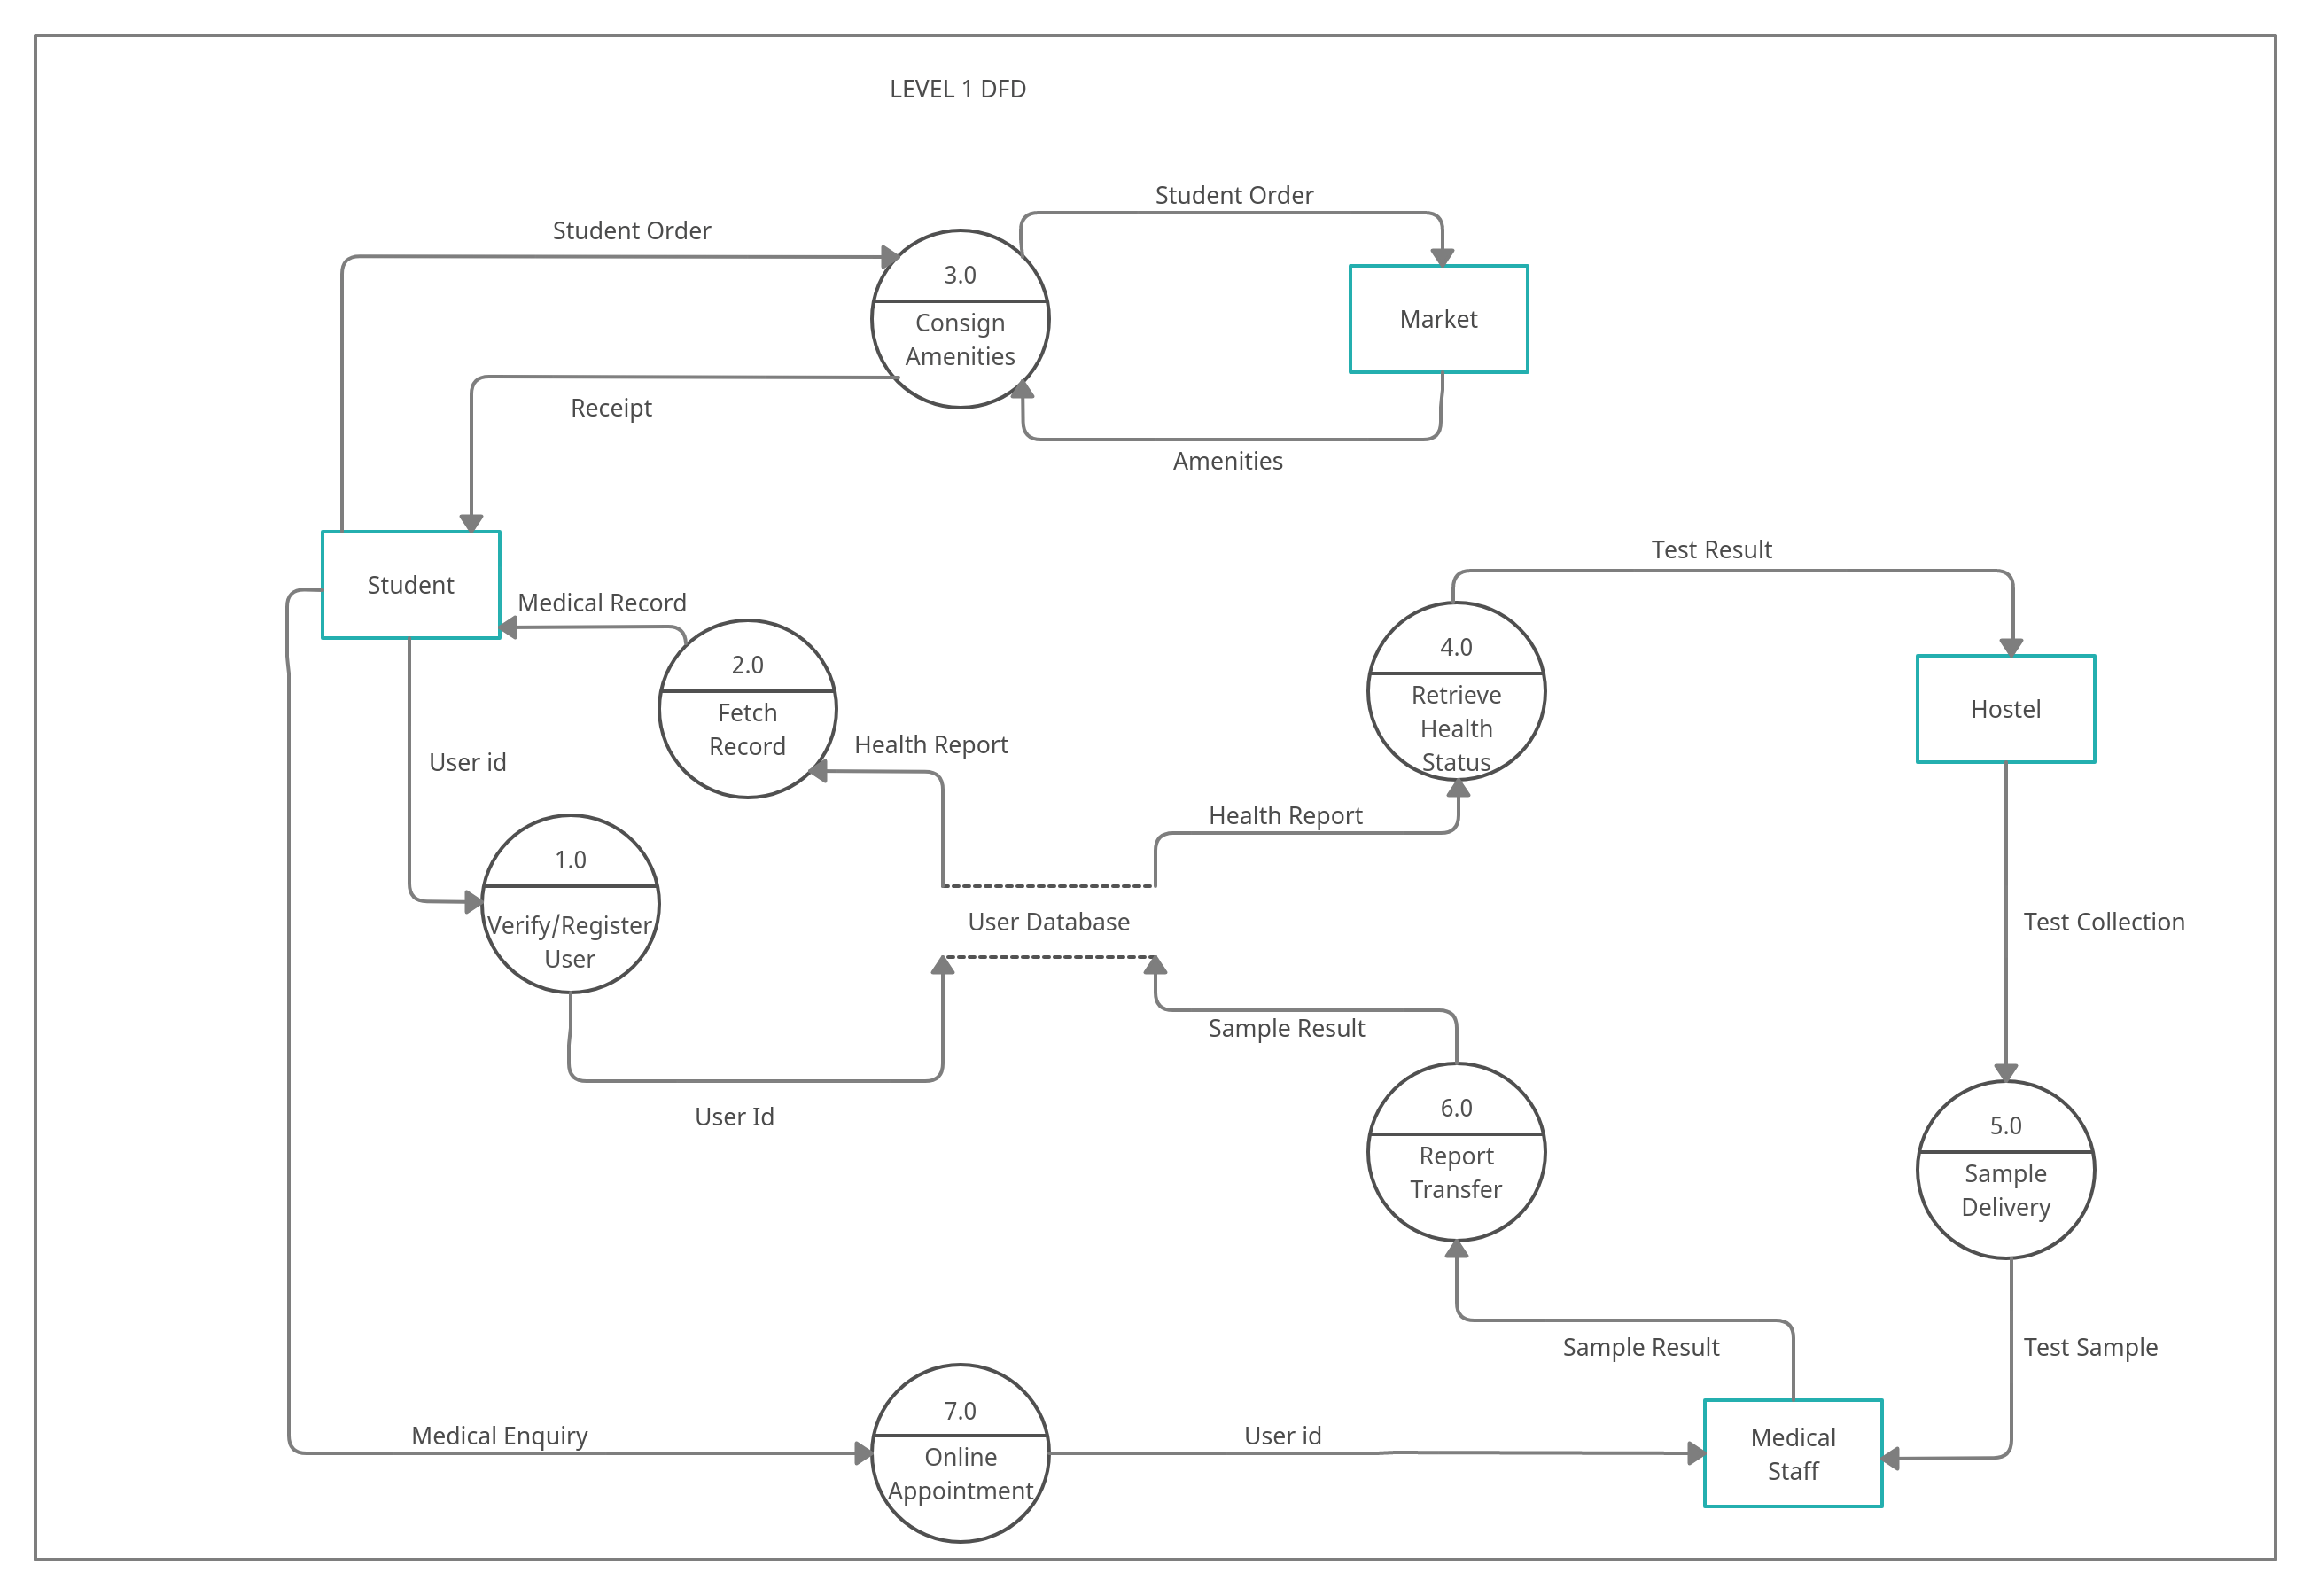 LEVEL 1 DFD
Student Order
Student Order
3.0
Consign
Amenities
Market
Receipt
Amenities
Student
Medical Record
Test Result
2.0
Fetch
Record
4.0
Retrieve
Health
Status
Hostel
User id
Health Report
Health Report
1.0
Verify/Register
User
User Database
Test Collection
Sample Result
User Id
6.0
Report
Transfer
5.0
Sample
Delivery
Sample Result
Test Sample
Medical Enquiry
7.0
Online
Appointment
User id
Medical
Staff